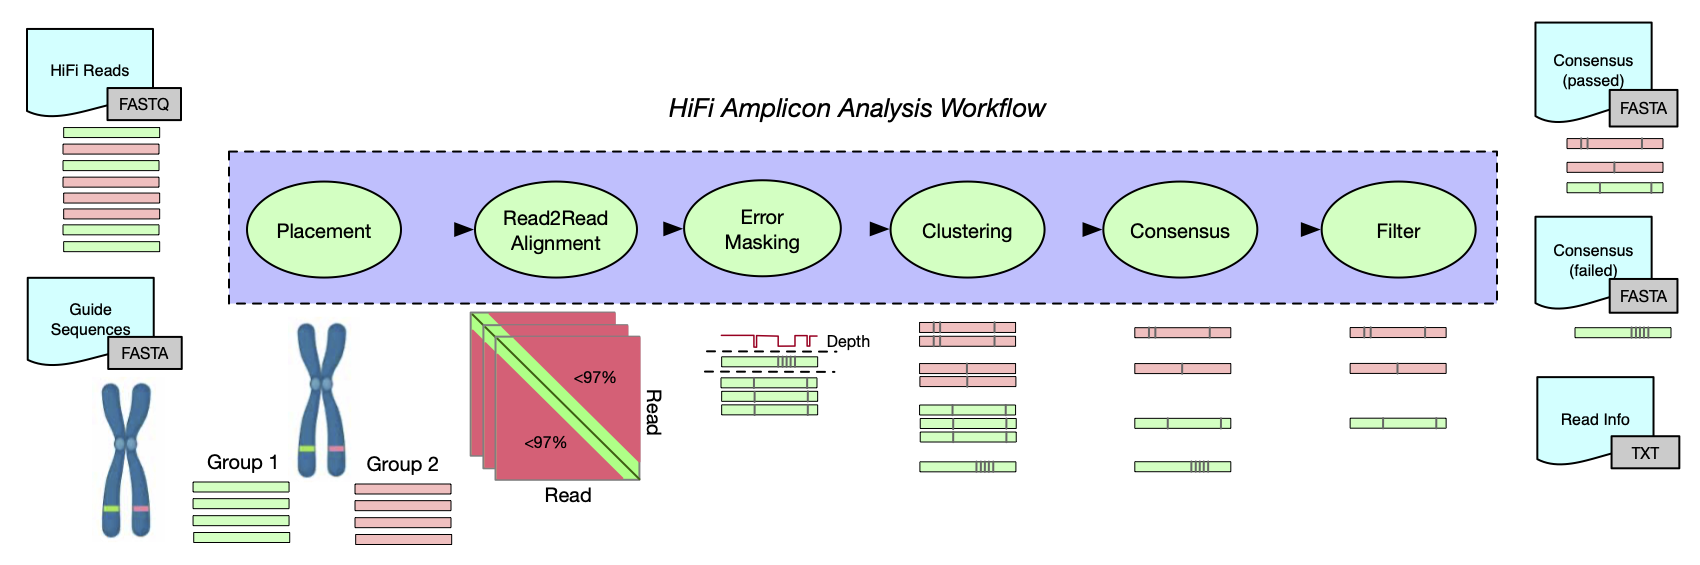 HiFi Amplicon Analysis Workflow
HiFi Reads
FASTQ
Guide
Sequences
FASTA
Placement
Read2Read
Alignment
Error
Masking
Clustering
Consensus
Filter
Group 1
Group 2
<97%
<97%
Read
Read
Depth
Consensus
(passed)
FASTA
Consensus
(failed)
FASTA
Read Info
TXT